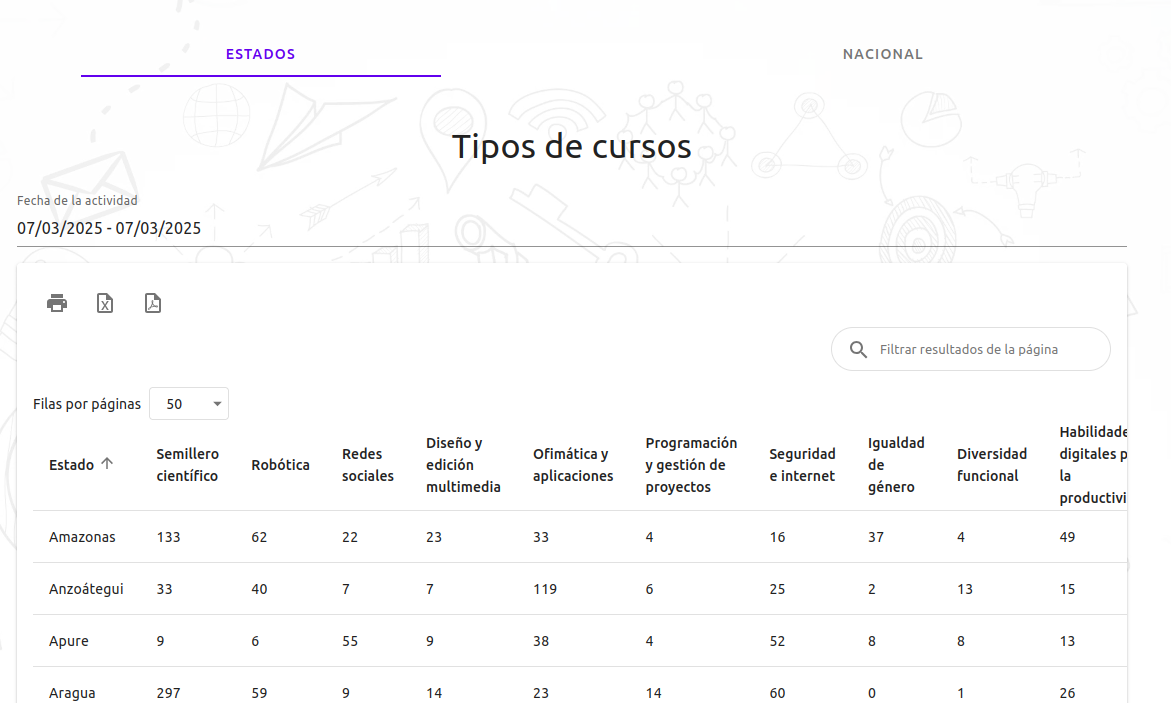 ESTADOS NACIONAL
Tipos de cursos
Fecha de la actividad
07/03/2025 - 07/03/2025
Filtrar resultados de la página
Filas por páginas 50
Estado Semillero científico Robótica Redes sociales Diseño y edición multimedia Ofimática y aplicaciones Programación y gestión de proyectos Seguridad e internet Igualdad de género Diversidad funcional Habilidade digitales p la productivi
Amazonas 133 62 22 23 33 4 16 37 4 49
Anzoátegui 33 40 7 7 119 6 25 2 13 15
Apure 9 6 55 9 38 4 52 8 8 13
Aragua 297 59 9 14 23 14 60 0 1 26